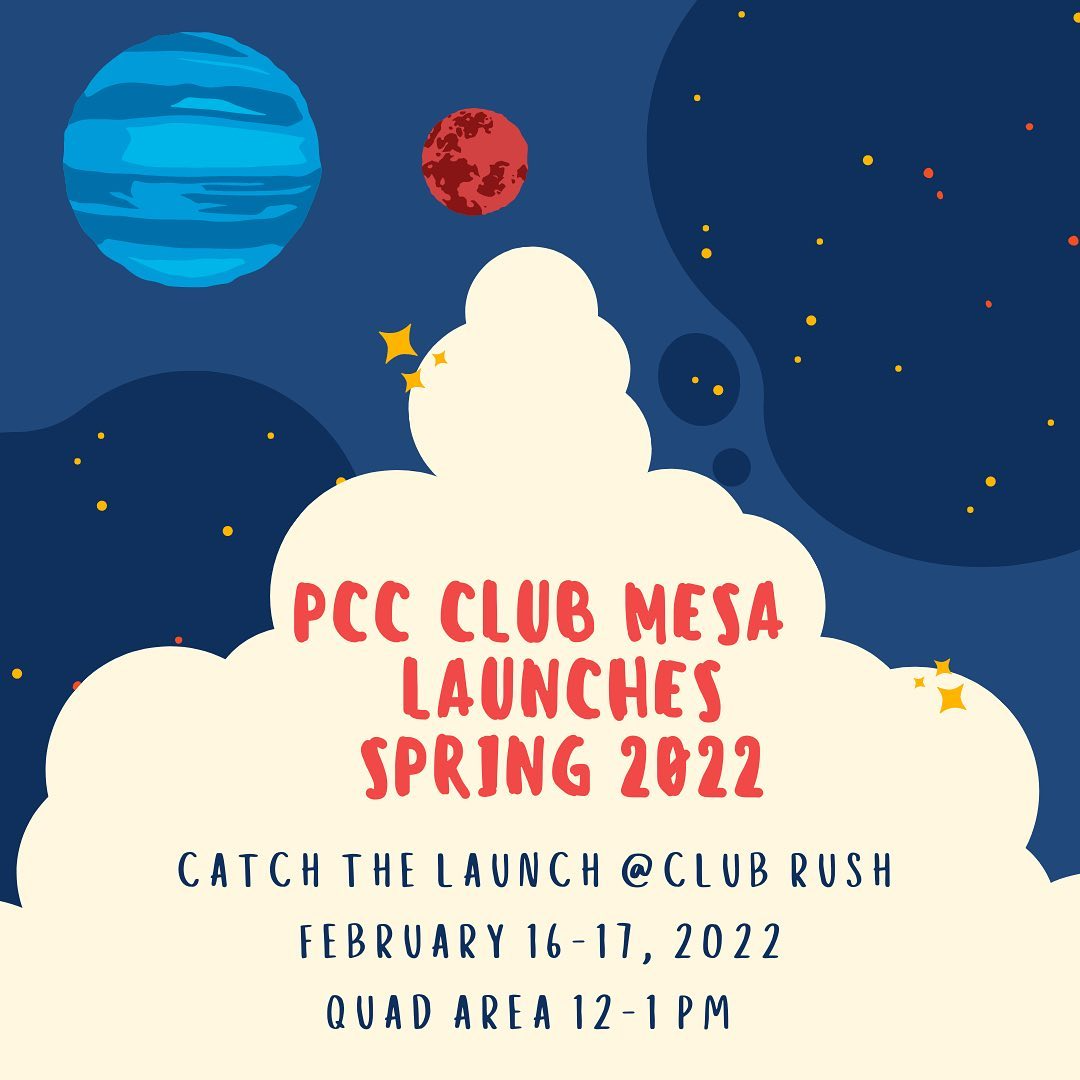 PCC CLUB MESA
LAUNCHES
SPRING 2022
CATCH THE LAUNCH @CLUB RUSH
FEBRUARY 16-17, 2022
QUAD AREA 12-1 PM